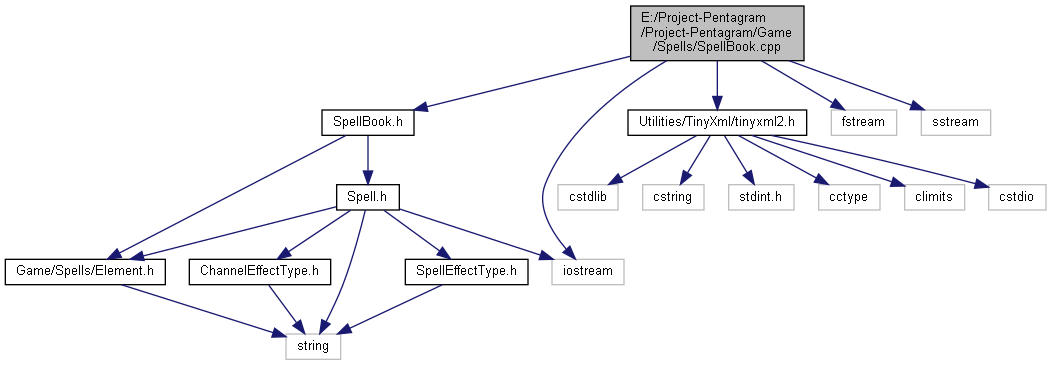 E:/Project-Pentagram
/Project-Pentagram/Game
/Spells/SpellBook.cpp
SpellBook.h
Utilities/TinyXml/tinyxml2.h
fstream
sstream
Spell.h
cstdlib
cstring
stdint.h
cctype
climits
cstdio
Game/Spells/Element.h
ChannelEffectType.h
SpellEffectType.h
iostream
string